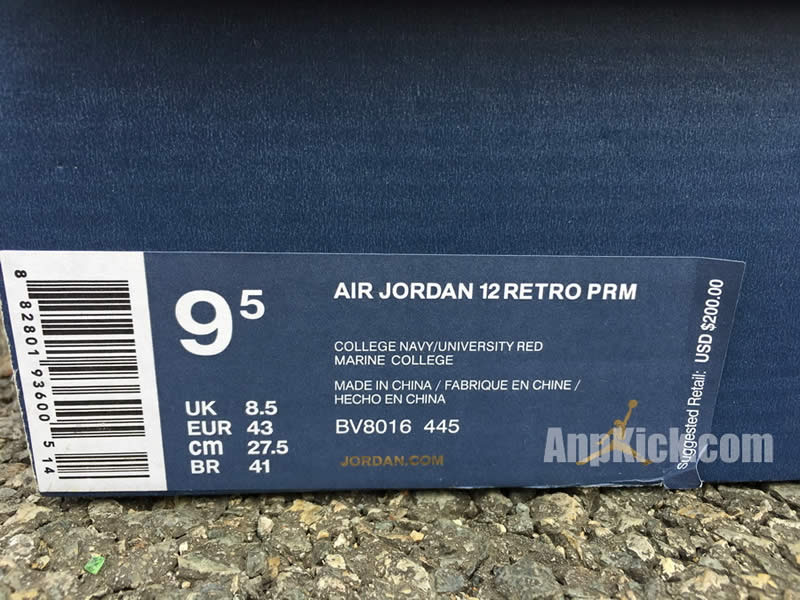 8 82801 93600 514
9⁵
UK 8.5
EUR 43
cm 27.5
BR 41
AIR JORDAN 12 RETRO PRM
COLLEGE NAVY/UNIVERSITY RED
MARINE COLLEGE
MADE IN CHINA / FABRIQUE EN CHINE /
HECHO EN CHINA
BV8016 445
JORDAN.COM
Suggested Retail: USD $200.00
AnpKick.com